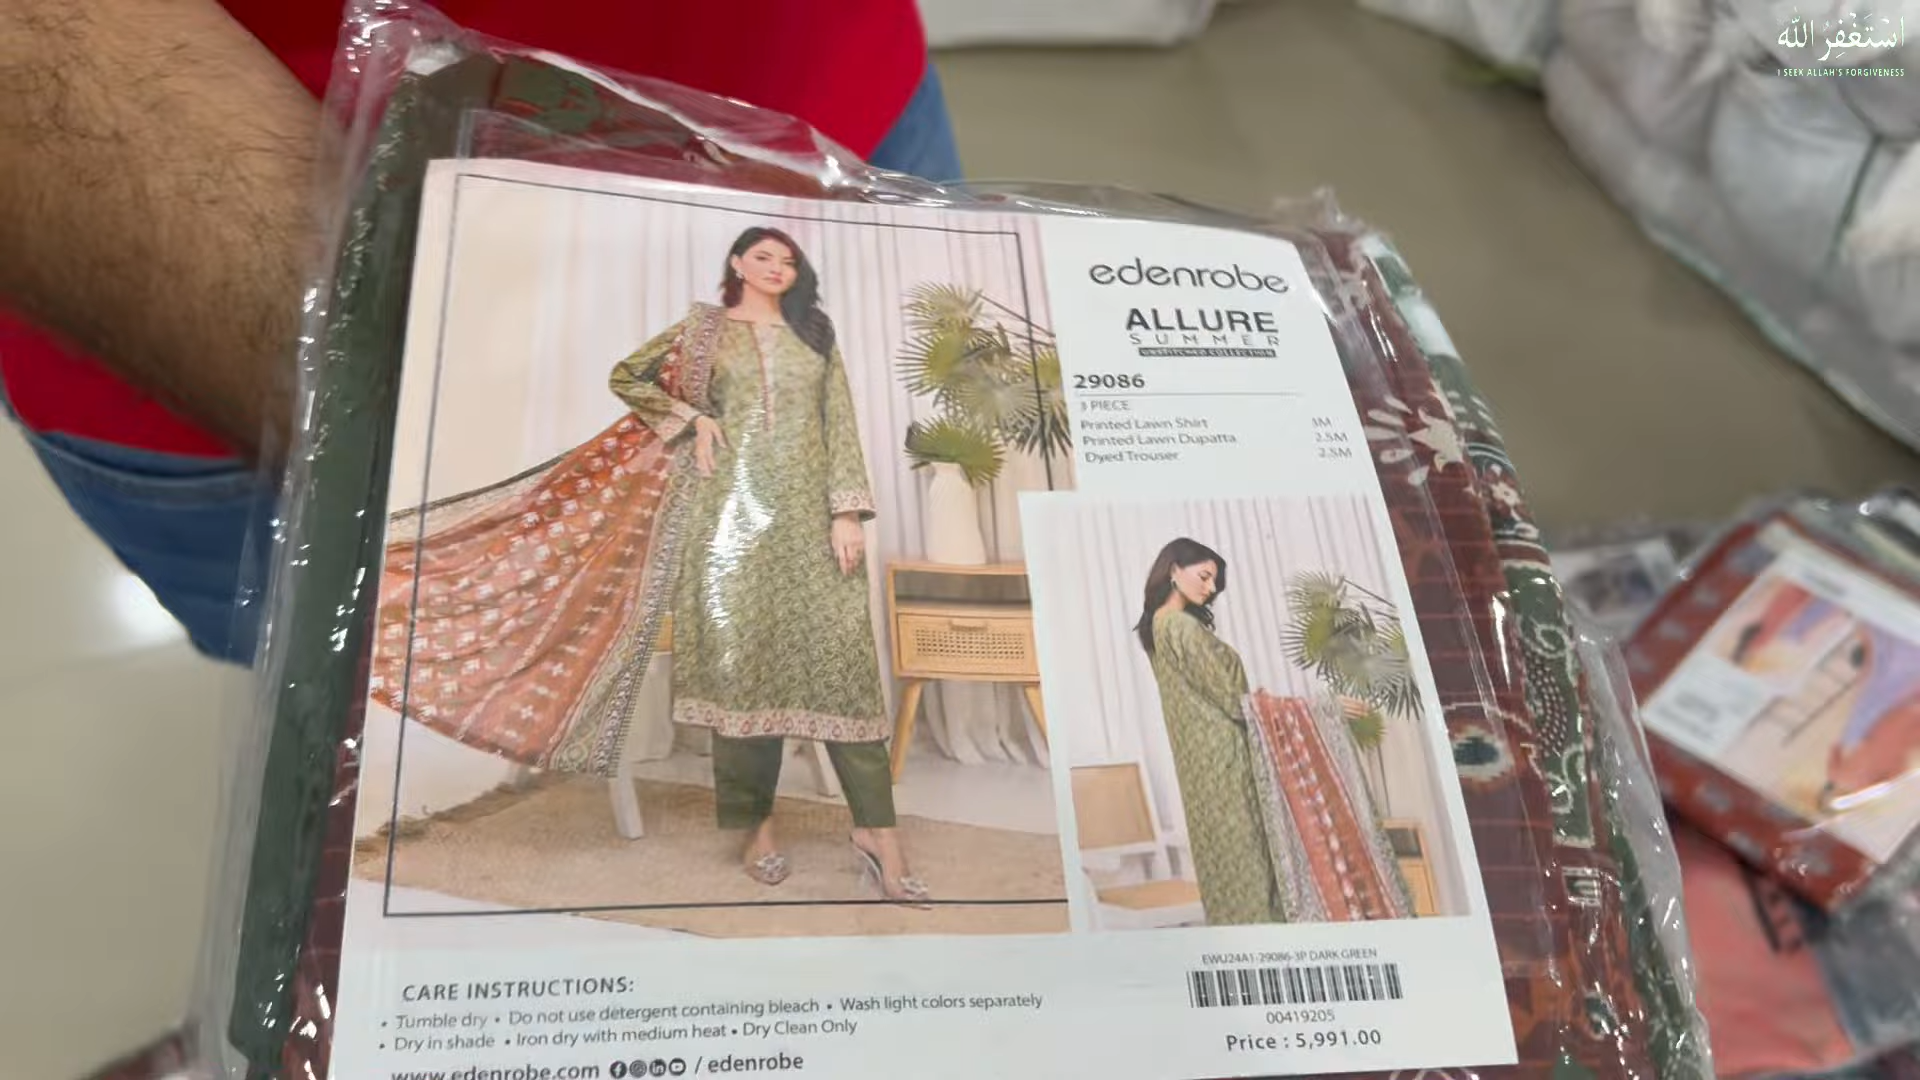 اَسْتَغْفِرُ اللّٰه
I SEEK ALLAH'S FORGIVENESS
edenrobe
ALLURE
SUMMER
UNSTITCHED COLLECTION
29086
3 PIECE
Printed Lawn Shirt 3M
Printed Lawn Dupatta 2.5M
Dyed Trouser 2.5M
EWU24A1-29086-3P DARK GREEN
00419205
Price : 5,991.00
CARE INSTRUCTIONS:
• Tumble dry • Do not use detergent containing bleach • Wash light colors separately
• Dry in shade • Iron dry with medium heat • Dry Clean Only
www.edenrobe.com / edenrobe